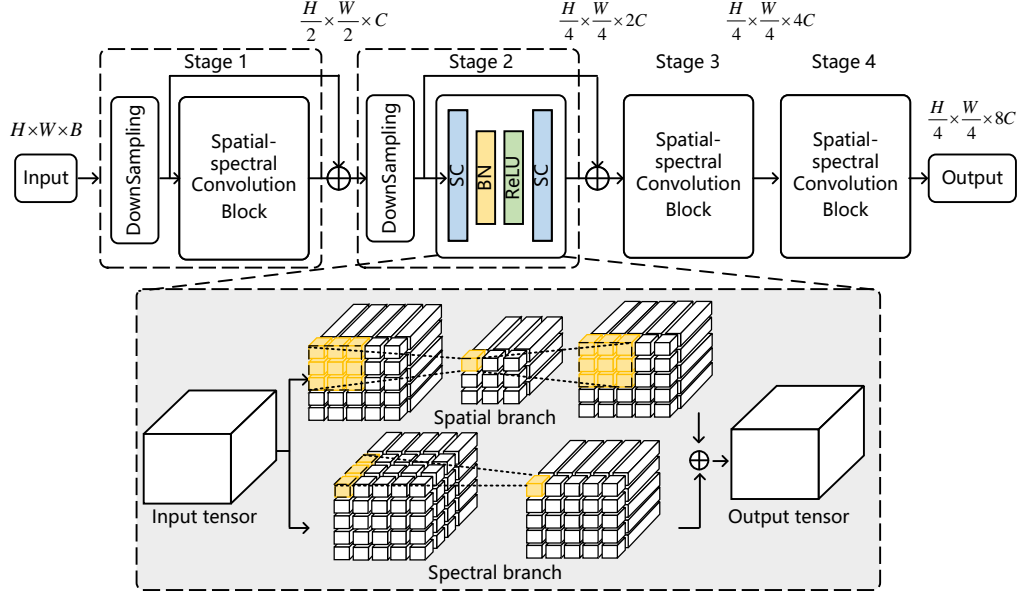 H/2 × W/2 × C
H/4 × W/4 × 2C
H/4 × W/4 × 4C
Stage 1
Stage 2
Stage 3
Stage 4
H×W×B
H/4 × W/4 × 8C
Input
DownSampling
Spatial-
spectral
Convolution
Block
DownSampling
SC
BN
ReLU
SC
Spatial-
spectral
Convolution
Block
Spatial-
spectral
Convolution
Block
Output
Spatial branch
Input tensor
Output tensor
Spectral branch